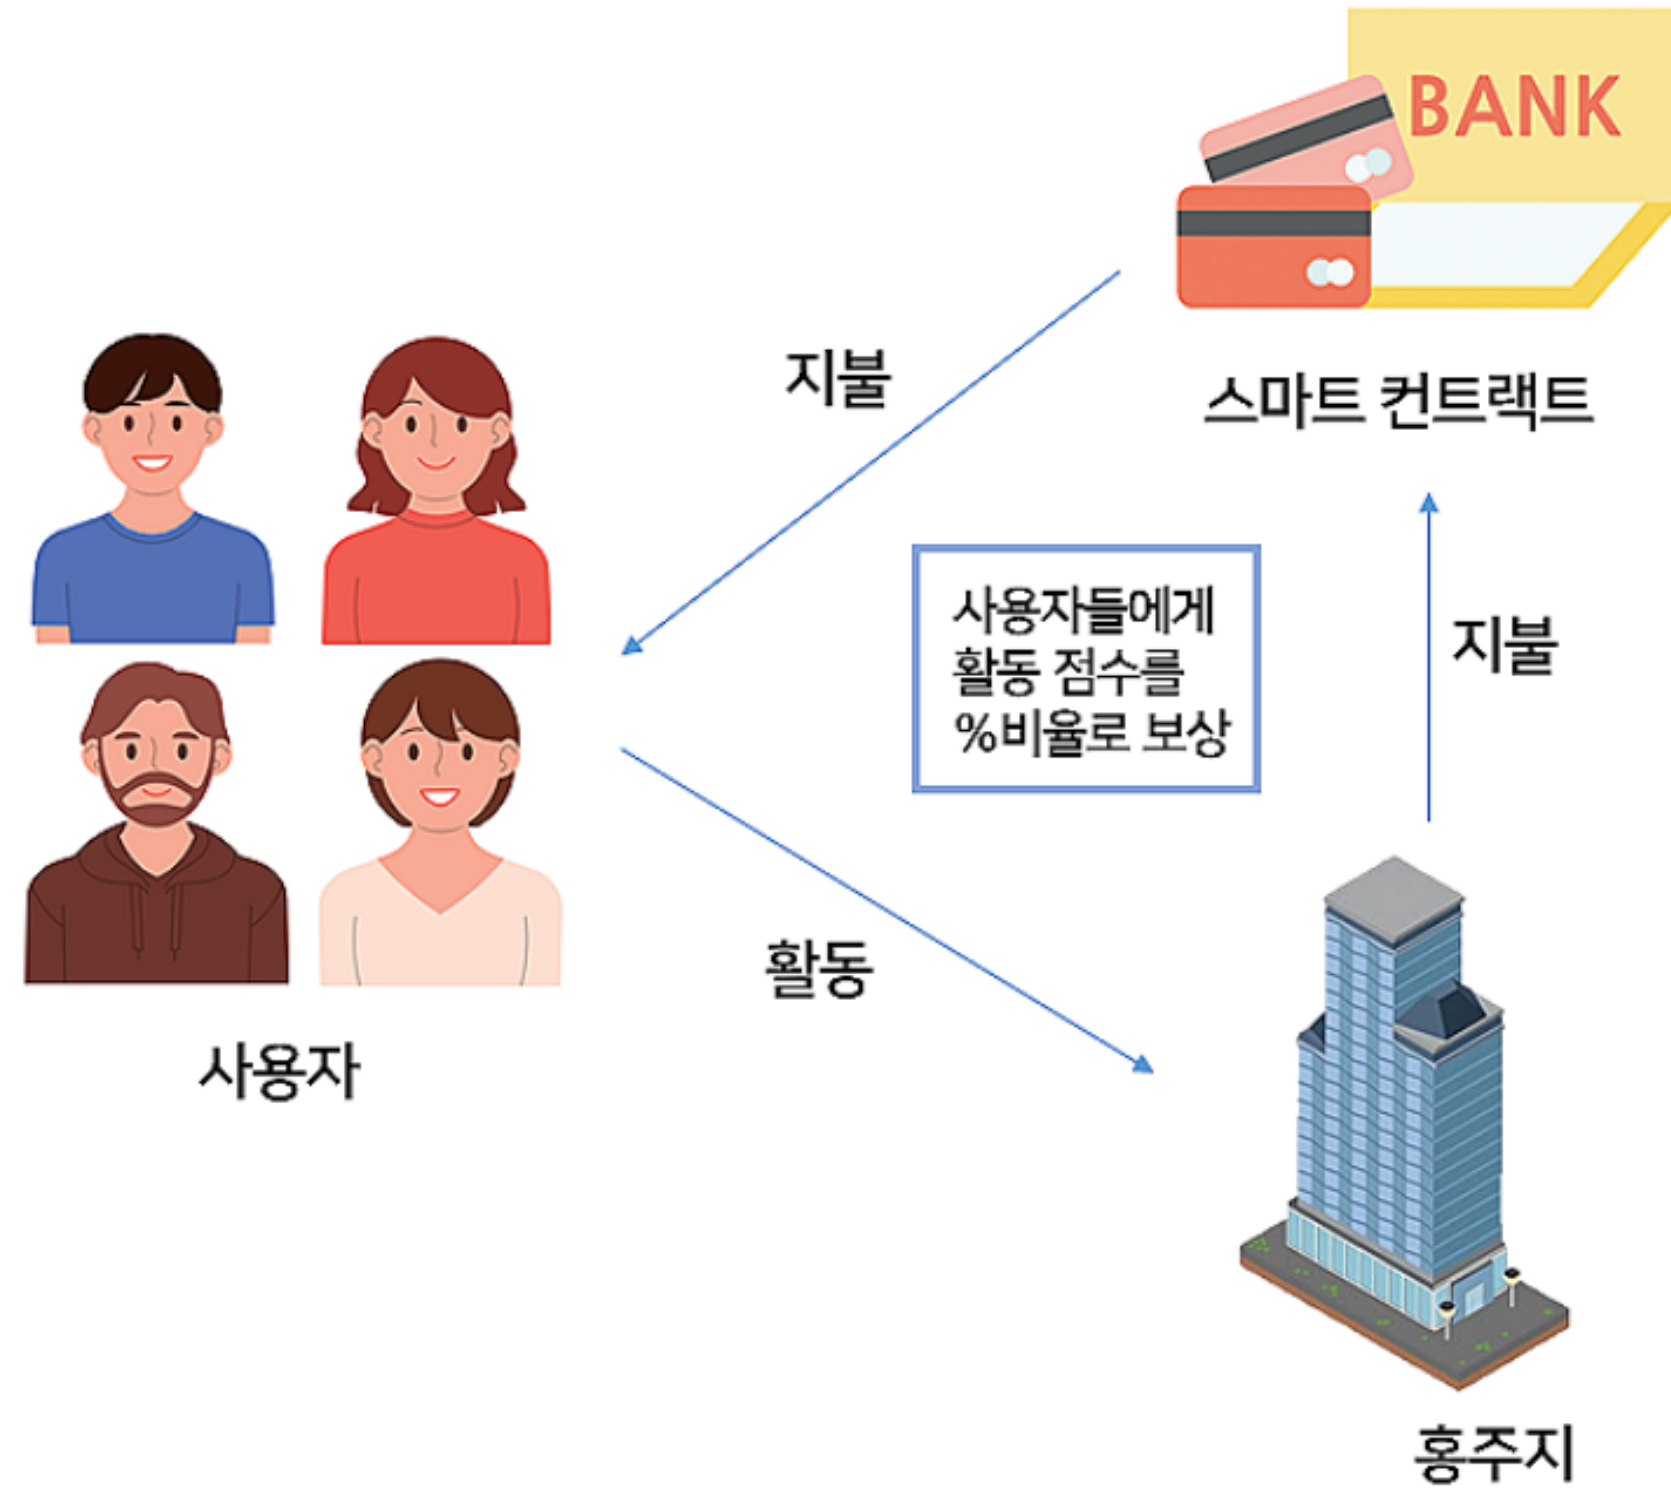 BANK
지불
스마트 컨트랙트
사용자들에게
활동 점수를
%비율로 보상
지불
활동
사용자
홍주지